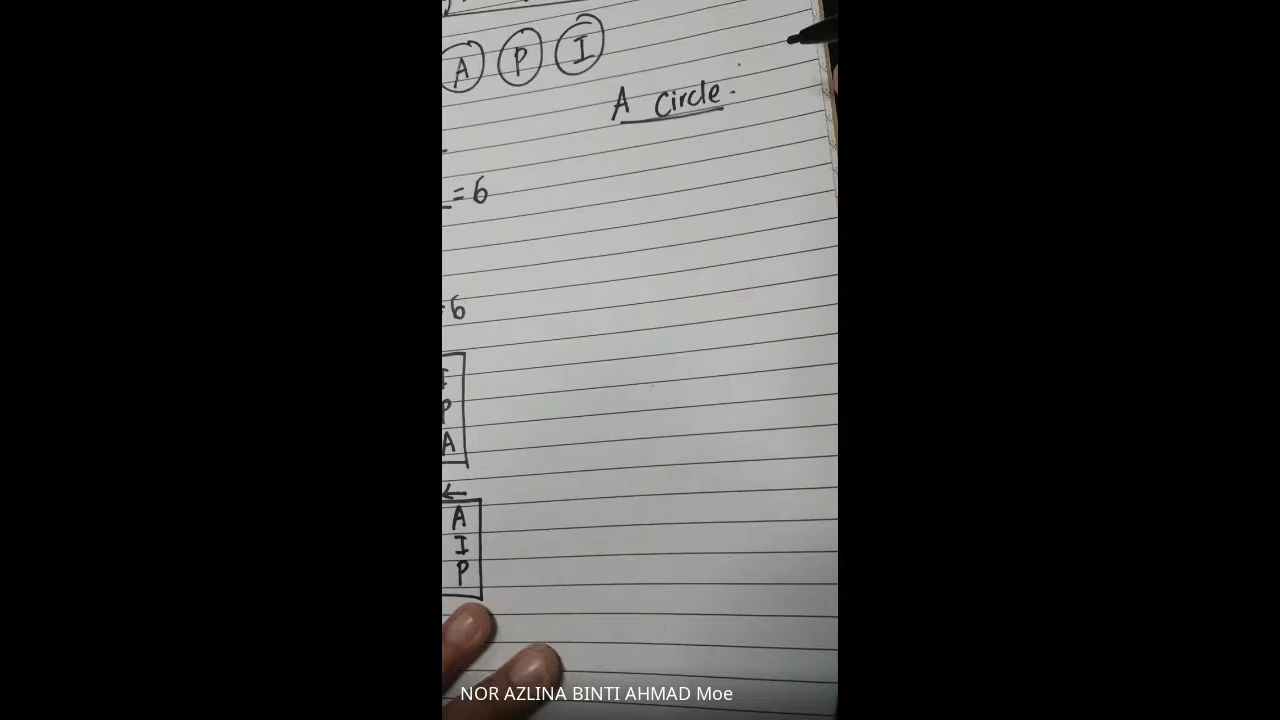 A P I
A Circle.
= 6
= 6
I
P
A
←
A
I
P
NOR AZLINA BINTI AHMAD Moe